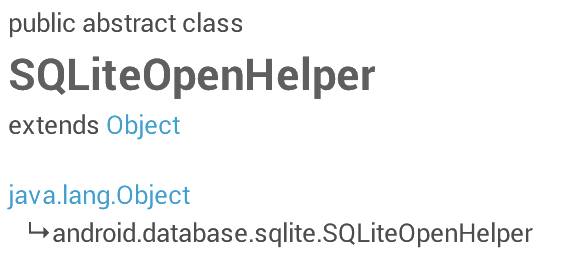 public abstract class
SQLiteOpenHelper
extends Object
java.lang.Object
↳android.database.sqlite.SQLiteOpenHelper